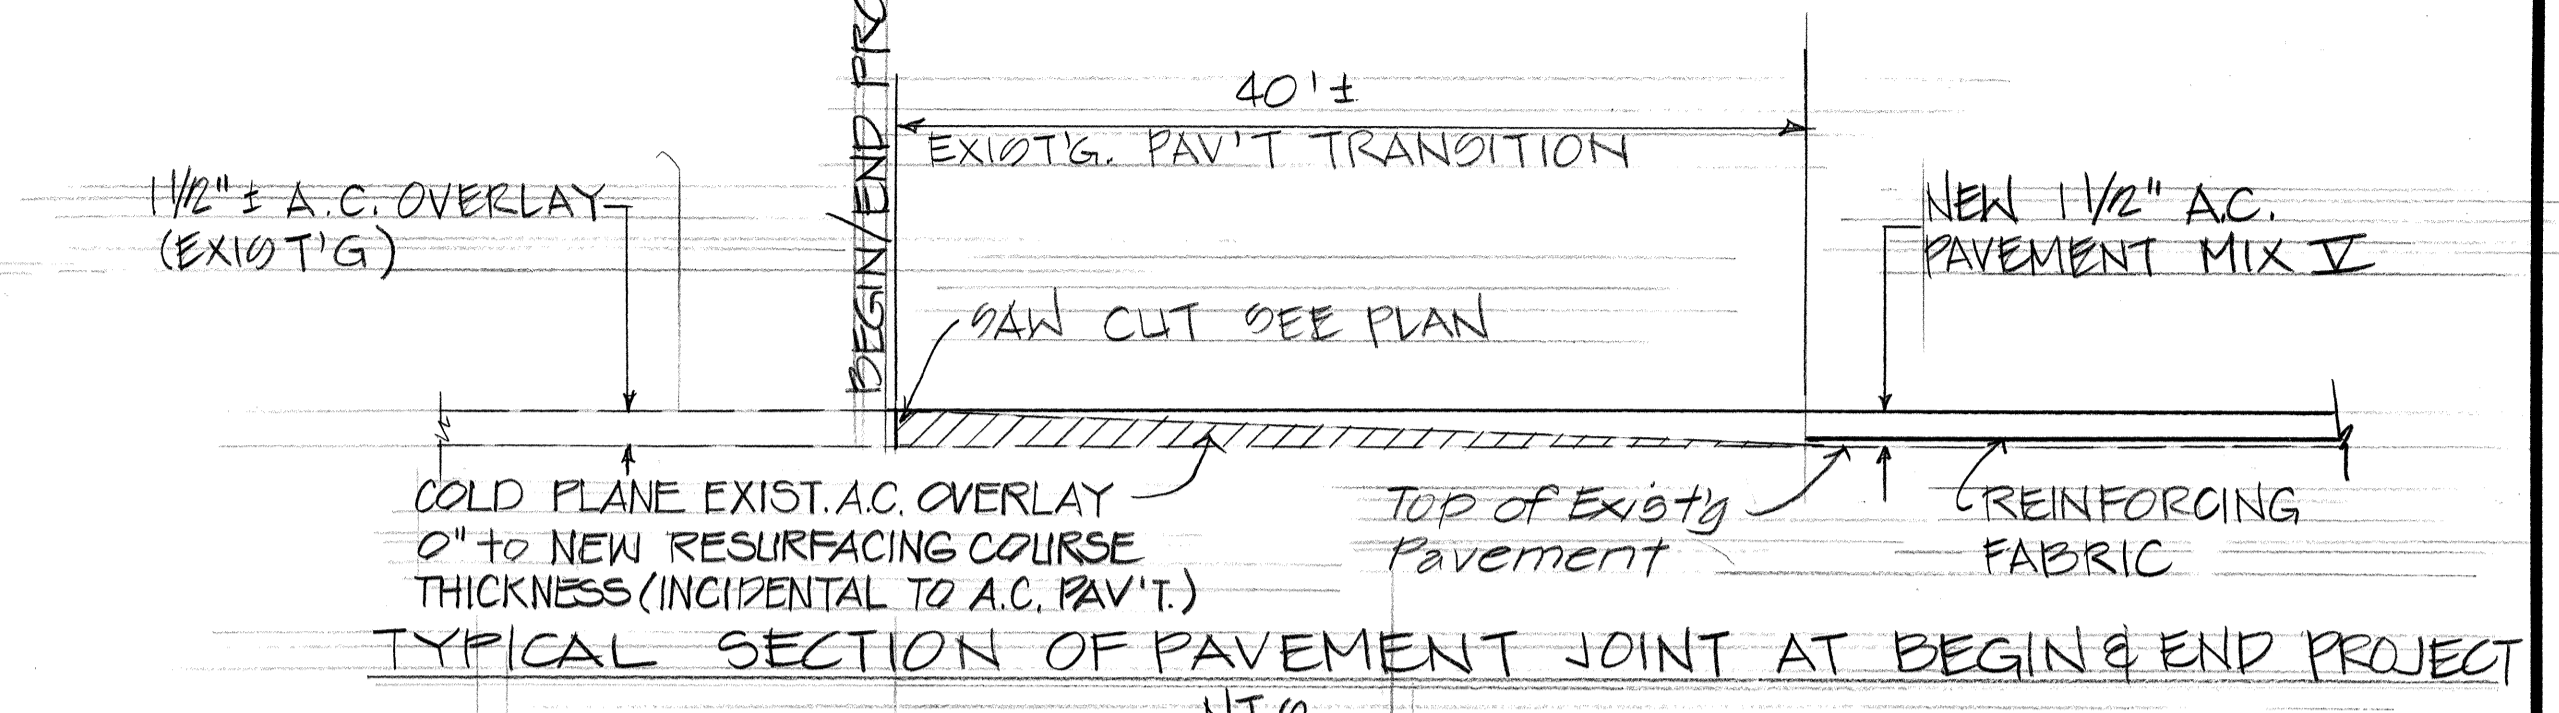 BEGIN/END
40'±
EXIST'G. PAV'T TRANSITION
1 1/2" ± A.C. OVERLAY
(EXIST'G)
NEW 1 1/2" A.C.
PAVEMENT MIX V
SAW CUT SEE PLAN
COLD PLANE EXIST. A.C. OVERLAY
0" to NEW RESURFACING COURSE
THICKNESS (INCIDENTAL TO A.C. PAV'T.)
Top of Exist'g
Pavement
REINFORCING
FABRIC
TYPICAL SECTION OF PAVEMENT JOINT AT BEGIN & END PROJECT